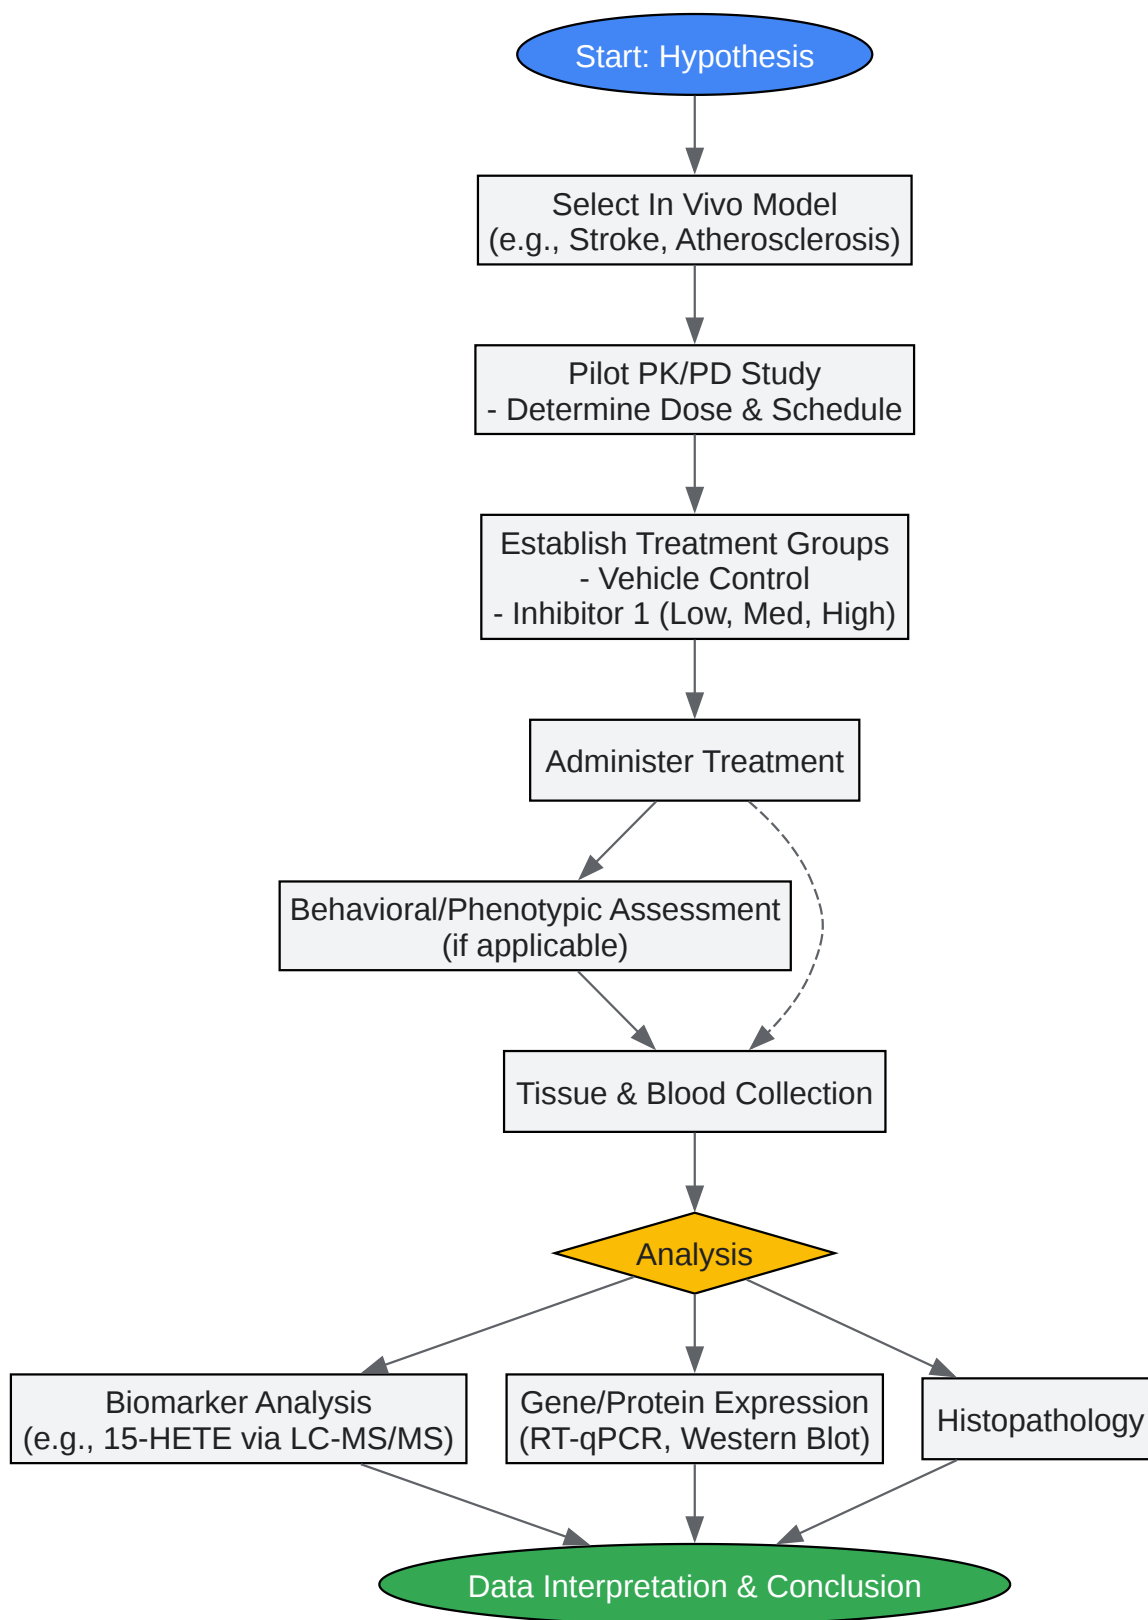 Start: Hypothesis
Select In Vivo Model
(e.g., Stroke, Atherosclerosis)
Pilot PK/PD Study
- Determine Dose & Schedule
Establish Treatment Groups
- Vehicle Control
- Inhibitor 1 (Low, Med, High)
Administer Treatment
Behavioral/Phenotypic Assessment
(if applicable)
Tissue & Blood Collection
Analysis
Biomarker Analysis
(e.g., 15-HETE via LC-MS/MS)
Gene/Protein Expression
(RT-qPCR, Western Blot)
Histopathology
Data Interpretation & Conclusion